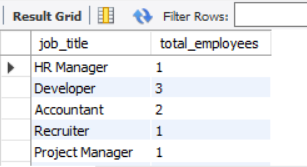 Result Grid Filter Rows:
job_title total_employees
HR Manager 1
Developer 3
Accountant 2
Recruiter 1
Project Manager 1